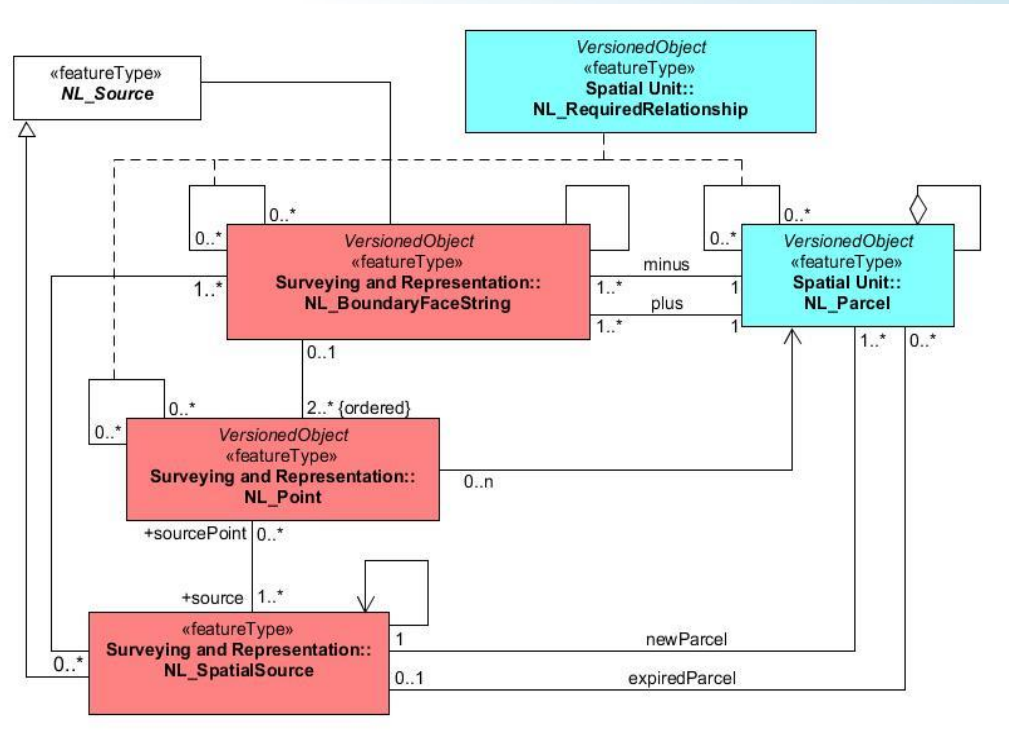 VersionedObject
«featureType»
Spatial Unit::
NL_RequiredRelationship
«featureType»
NL_Source
0..*
0..*
0..*
0..*
VersionedObject
«featureType»
Surveying and Representation::
NL_BoundaryFaceString
VersionedObject
«featureType»
Spatial Unit::
NL_Parcel
minus
1..*
1..*
1
plus
1..*
1
0..1
1..*
0..*
2..* {ordered}
0..*
0..*
VersionedObject
«featureType»
Surveying and Representation::
NL_Point
0..n
+sourcePoint
0..*
+source
1..*
«featureType»
Surveying and Representation::
NL_SpatialSource
1
newParcel
0..*
0..1
expiredParcel